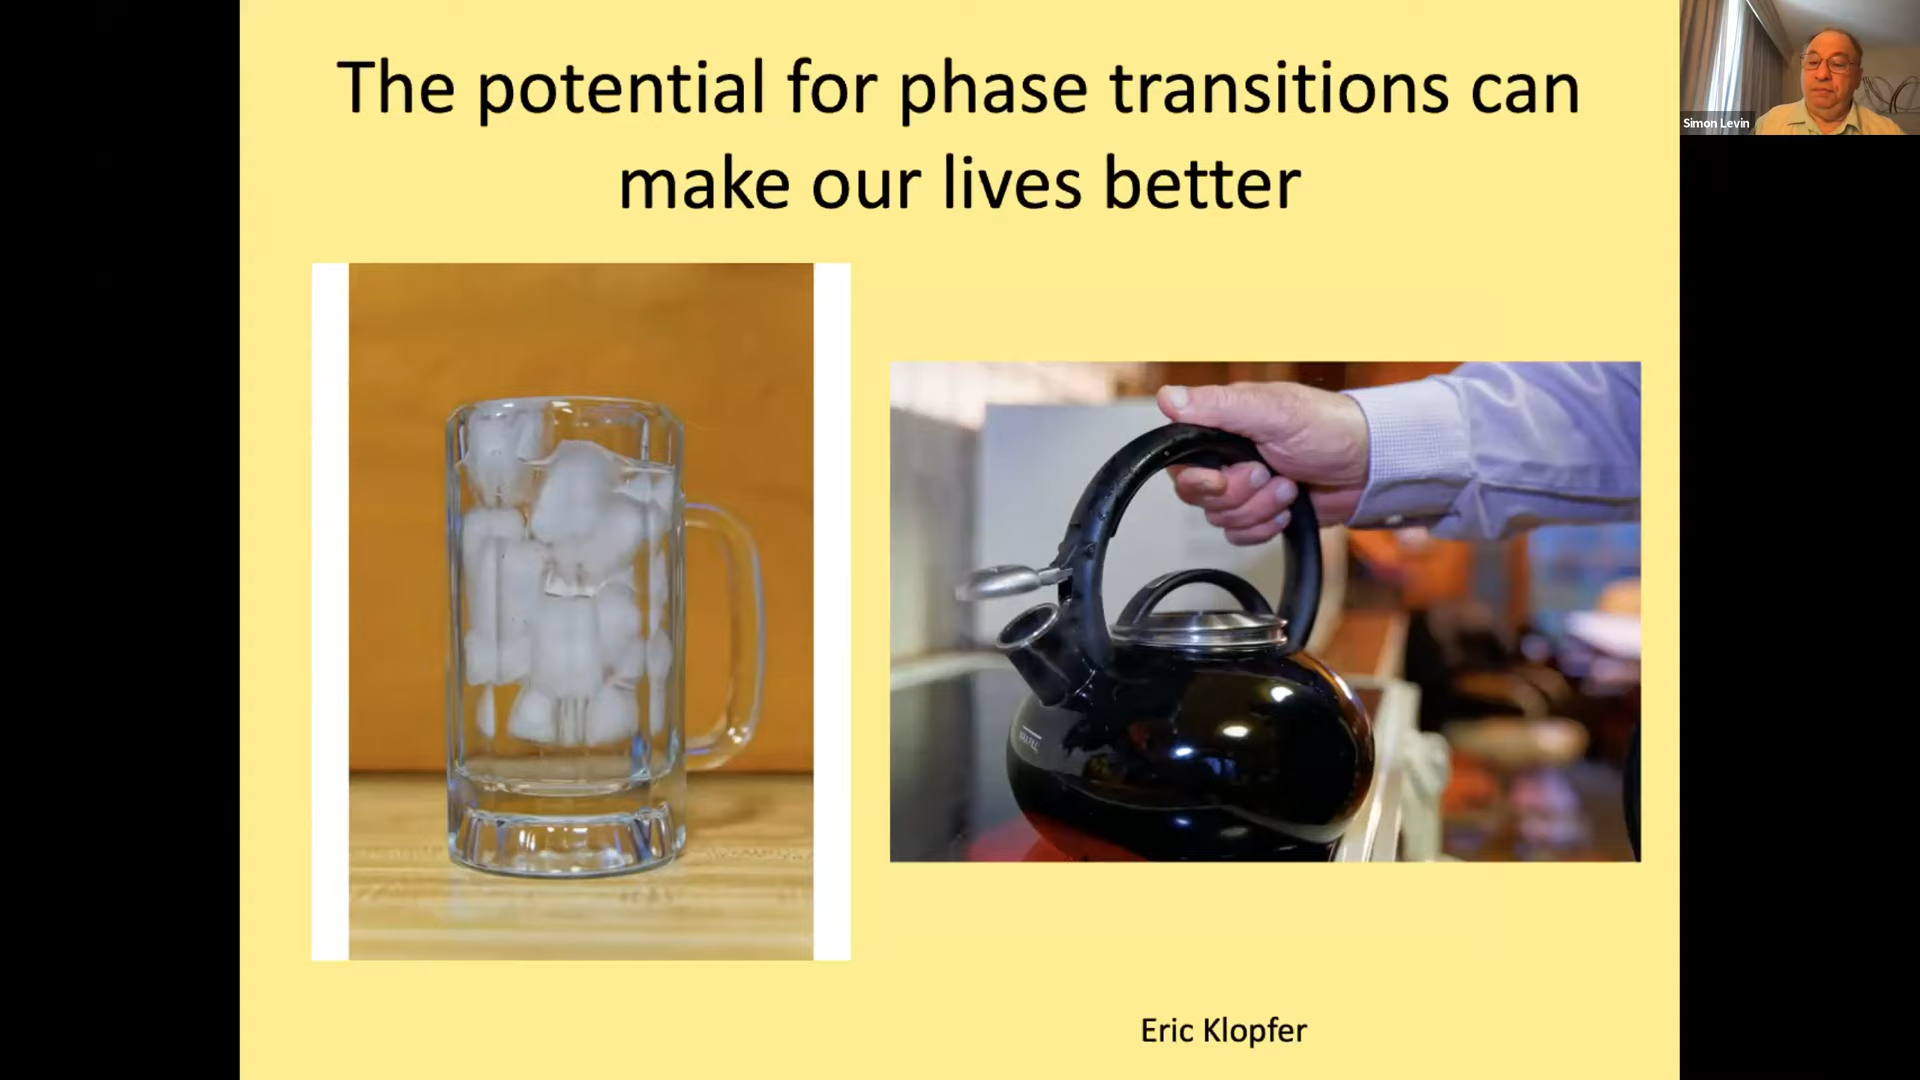 The potential for phase transitions can
make our lives better
Simon Levin
Eric Klopfer